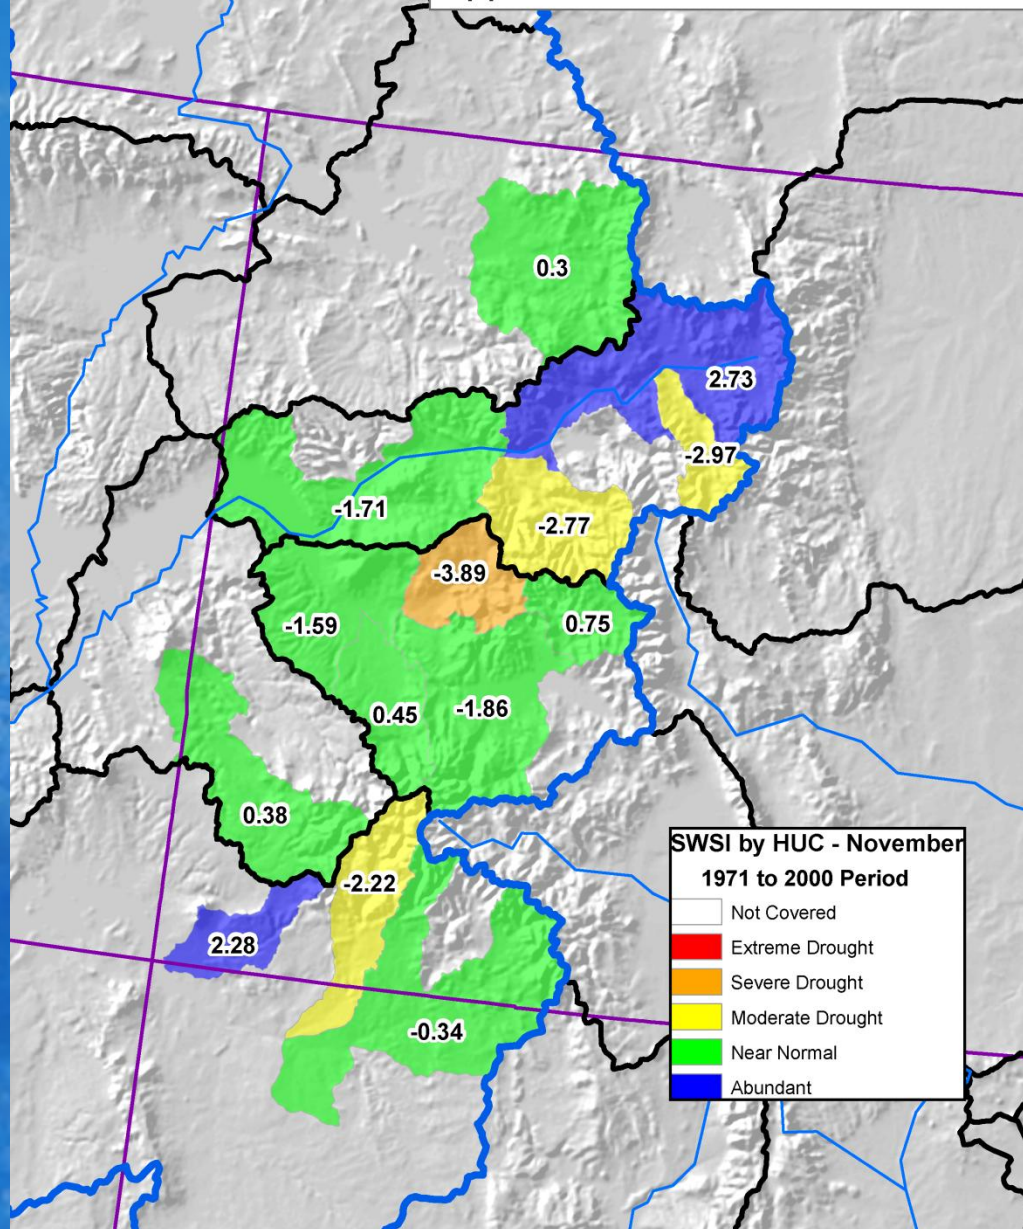 0.3
2.73
-2.97
-1.71
-2.77
-3.89
-1.59
0.75
0.45
-1.86
0.38
-2.22
2.28
-0.34
SWSI by HUC - November
1971 to 2000 Period
Not Covered
Extreme Drought
Severe Drought
Moderate Drought
Near Normal
Abundant